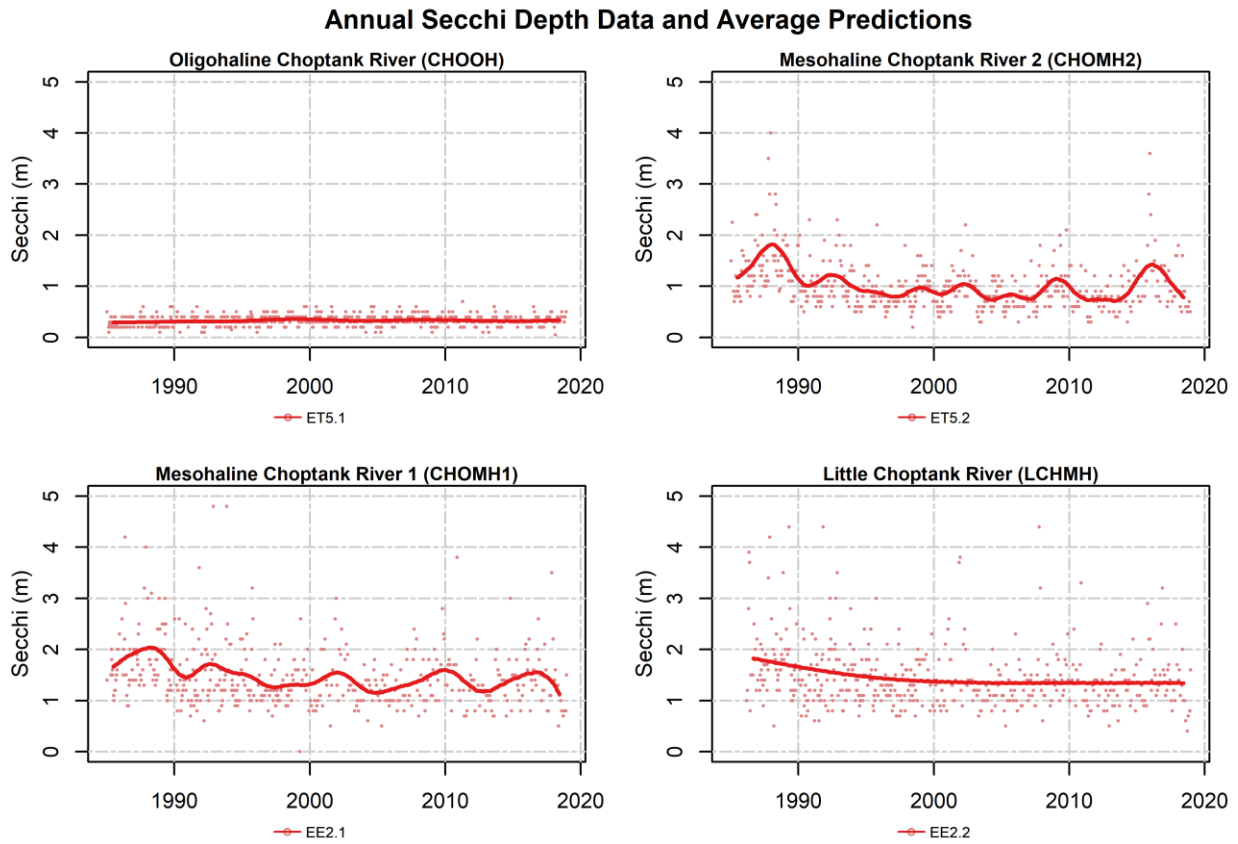 Annual Secchi Depth Data and Average Predictions
Oligohaline Choptank River (CHOOH)
Secchi (m)
5
4
3
2
1
0
1990 2000 2010 2020
ET5.1
Mesohaline Choptank River 2 (CHOMH2)
Secchi (m)
5
4
3
2
1
0
1990 2000 2010 2020
ET5.2
Mesohaline Choptank River 1 (CHOMH1)
Secchi (m)
5
4
3
2
1
0
1990 2000 2010 2020
EE2.1
Little Choptank River (LCHMH)
Secchi (m)
5
4
3
2
1
0
1990 2000 2010 2020
EE2.2